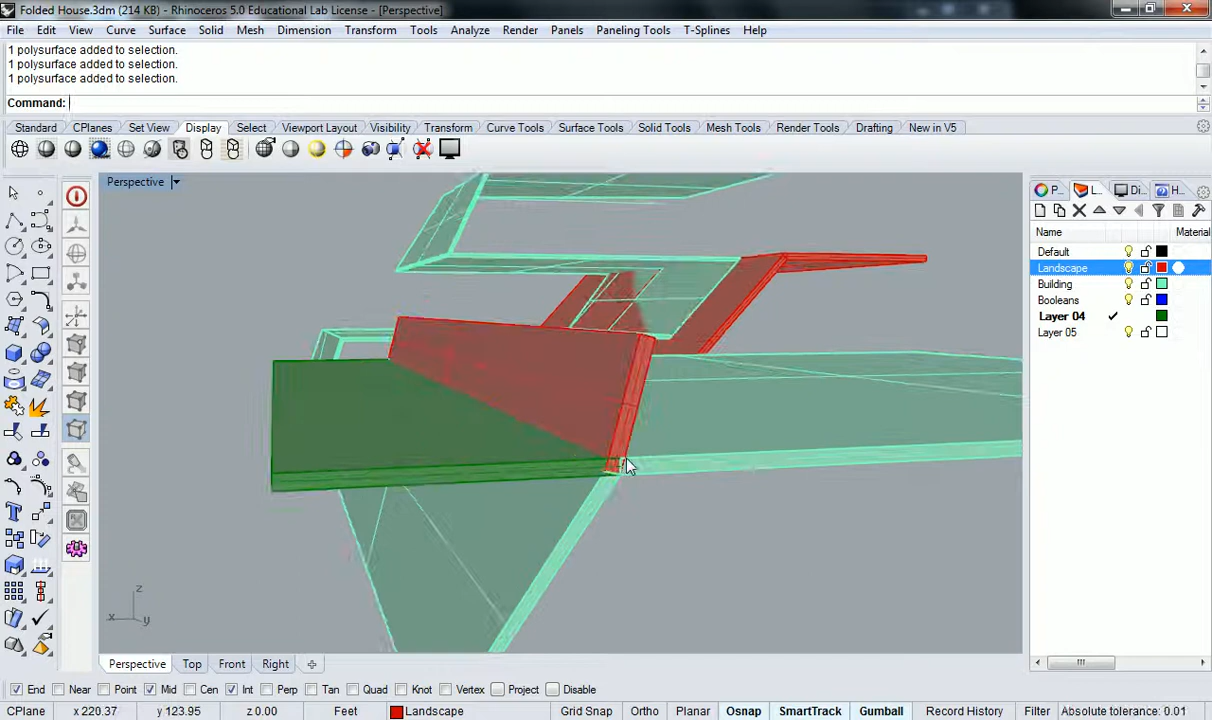 Folded House.3dm (214 KB) - Rhinoceros 5.0 Educational Lab License - [Perspective]
File Edit View Curve Surface Solid Mesh Dimension Transform Tools Analyze Render Panels Paneling Tools T-Splines Help
1 polysurface added to selection.
1 polysurface added to selection.
1 polysurface added to selection.
Command:
Standard CPlanes Set View Display Select Viewport Layout Visibility Transform Curve Tools Surface Tools Solid Tools Mesh Tools Render Tools Drafting New in V5
Perspective
P... L... Di... H...
Name Material
Default
Landscape
Building
Booleans
Layer 04
Layer 05
z
x y
Perspective Top Front Right
End Near Point Mid Cen Int Perp Tan Quad Knot Vertex Project Disable
CPlane x 220.37 y 123.95 z 0.00 Feet Landscape Grid Snap Ortho Planar Osnap SmartTrack Gumball Record History Filter Absolute tolerance: 0.01